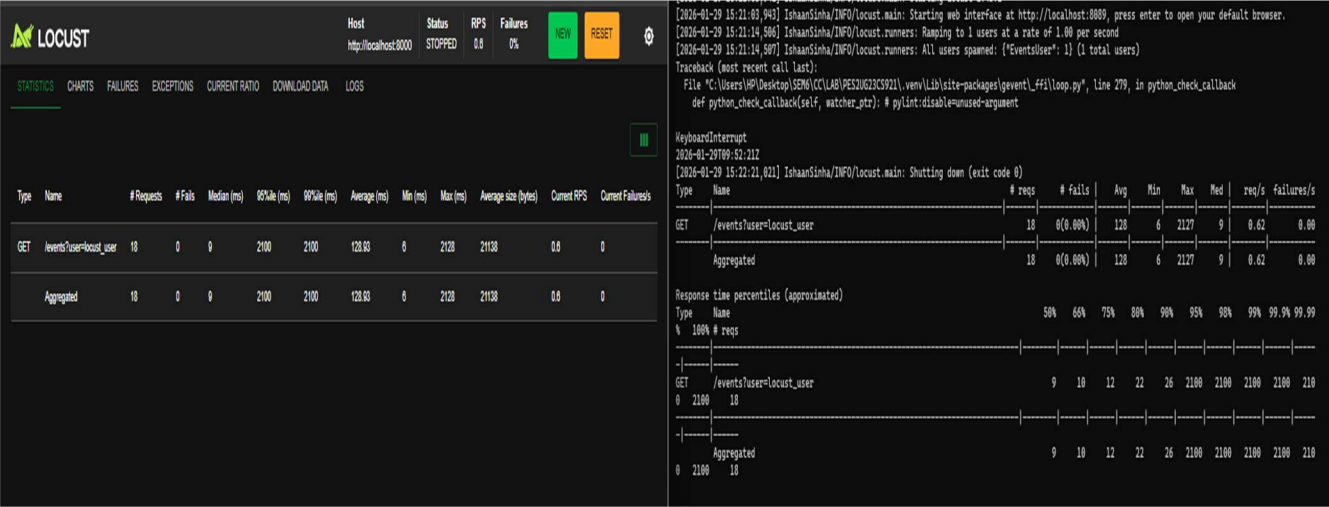 LOCUST
Host
http://localhost:8000
Status
STOPPED
RPS
0.6
Failures
0%
NEW
RESET
STATISTICS CHARTS FAILURES EXCEPTIONS CURRENT RATIO DOWNLOAD DATA LOGS
Type Name # Requests # Fails Median (ms) 95%ile (ms) 99%ile (ms) Average (ms) Min (ms) Max (ms) Average size (bytes) Current RPS Current Failures/s
GET /events?user=locust_user 18 0 9 2100 2100 128.93 6 2128 21138 0.6 0
Aggregated 18 0 9 2100 2100 128.93 6 2128 21138 0.6 0
[2026-01-29 15:21:03,943] IshaanSinha/INFO/locust.main: Starting web interface at http://localhost:8089, press enter to open your default browser.
[2026-01-29 15:21:14,506] IshaanSinha/INFO/locust.runners: Ramping to 1 users at a rate of 1.00 per second
[2026-01-29 15:21:14,507] IshaanSinha/INFO/locust.runners: All users spawned: {"EventsUser": 1} (1 total users)
Traceback (most recent call last):
File "C:\Users\HP\Desktop\SEM6\CC\LAB\PES2UG23CS921\.venv\Lib\site-packages\gevent\_ffi\loop.py", line 279, in python_check_callback
def python_check_callback(self, watcher_ptr): # pylint:disable=unused-argument
KeyboardInterrupt
2026-01-29T09:52:21Z
[2026-01-29 15:22:21,021] IshaanSinha/INFO/locust.main: Shutting down (exit code 0)
Type Name # reqs # fails | Avg Min Max Med | req/s failures/s
GET /events?user=locust_user 18 0(0.00%) | 128 6 2127 9 | 0.62 0.00
Aggregated 18 0(0.00%) | 128 6 2127 9 | 0.62 0.00
Response time percentiles (approximated)
Type Name 50% 66% 75% 80% 90% 95% 98% 99% 99.9% 99.99
% 100% # reqs
GET /events?user=locust_user 9 10 12 22 26 2100 2100 2100 2100 210
0 2100 18
Aggregated 9 10 12 22 26 2100 2100 2100 2100 210
0 2100 18